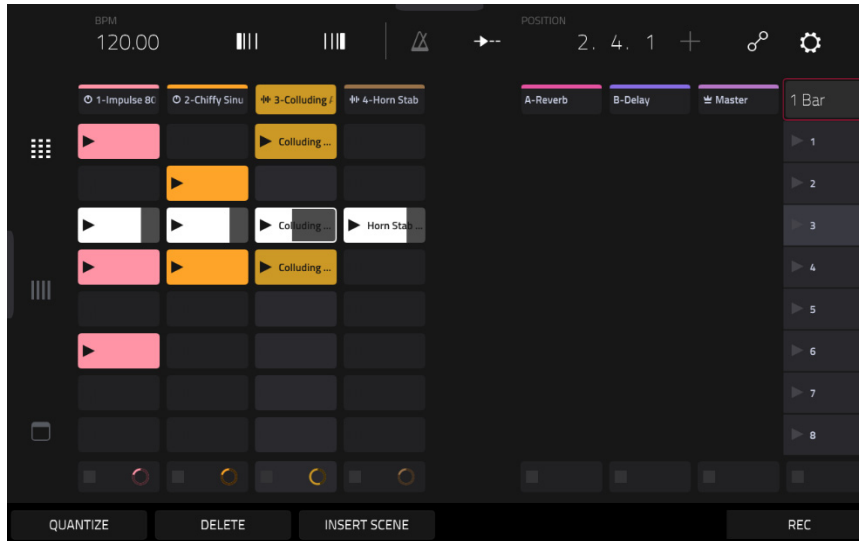 BPM
120.00
POSITION
2. 4. 1
1-Impulse 80
2-Chiffy Sinu
3-Colluding
4-Horn Stab
A-Reverb
B-Delay
Master
1 Bar
Colluding ...
1
2
Colluding ...
Horn Stab ...
3
Colluding ...
4
5
6
7
8
QUANTIZE
DELETE
INSERT SCENE
REC